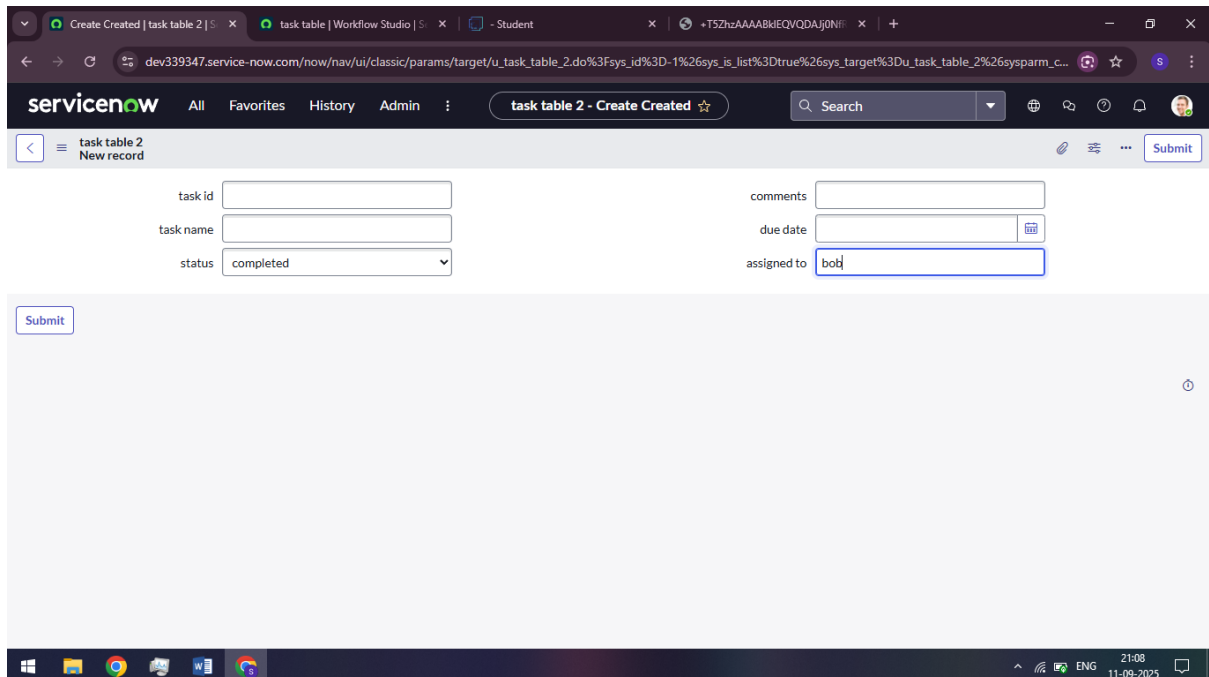 Create Created | task table 2 | S
task table | Workflow Studio | S
- Student
+T5ZhzAAAABklEQVQDAJj0NfF
dev339347.service-now.com/now/nav/ui/classic/params/target/u_task_table_2.do%3Fsys_id%3D-1%26sys_is_list%3Dtrue%26sys_target%3Du_task_table_2%26sysparm_c...
S
servicenow
All
Favorites
History
Admin
task table 2 - Create Created
Search
task table 2
New record
Submit
task id
comments
task name
due date
status
completed
assigned to
bob
Submit
ENG
21:08
11-09-2025